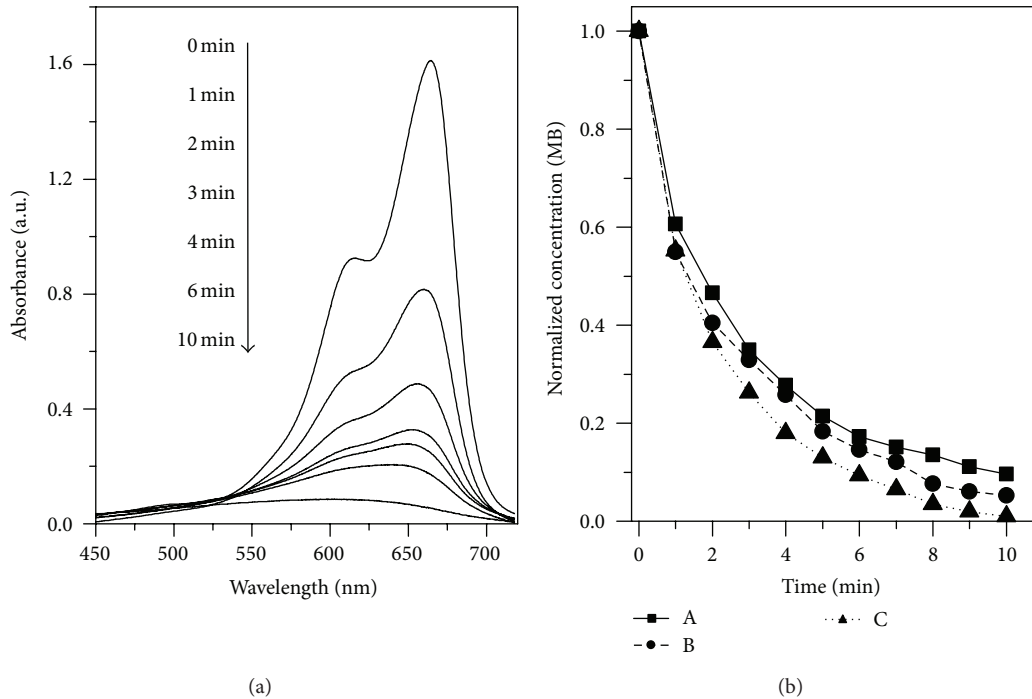 1.6
1.2
0.8
0.4
0.0
Absorbance (a.u.)
0 min
1 min
2 min
3 min
4 min
6 min
10 min
450
500
550
600
650
700
Wavelength (nm)
(a)
1.0
0.8
0.6
0.4
0.2
0.0
Normalized concentration (MB)
0
2
4
6
8
10
Time (min)
A
B
C
(b)